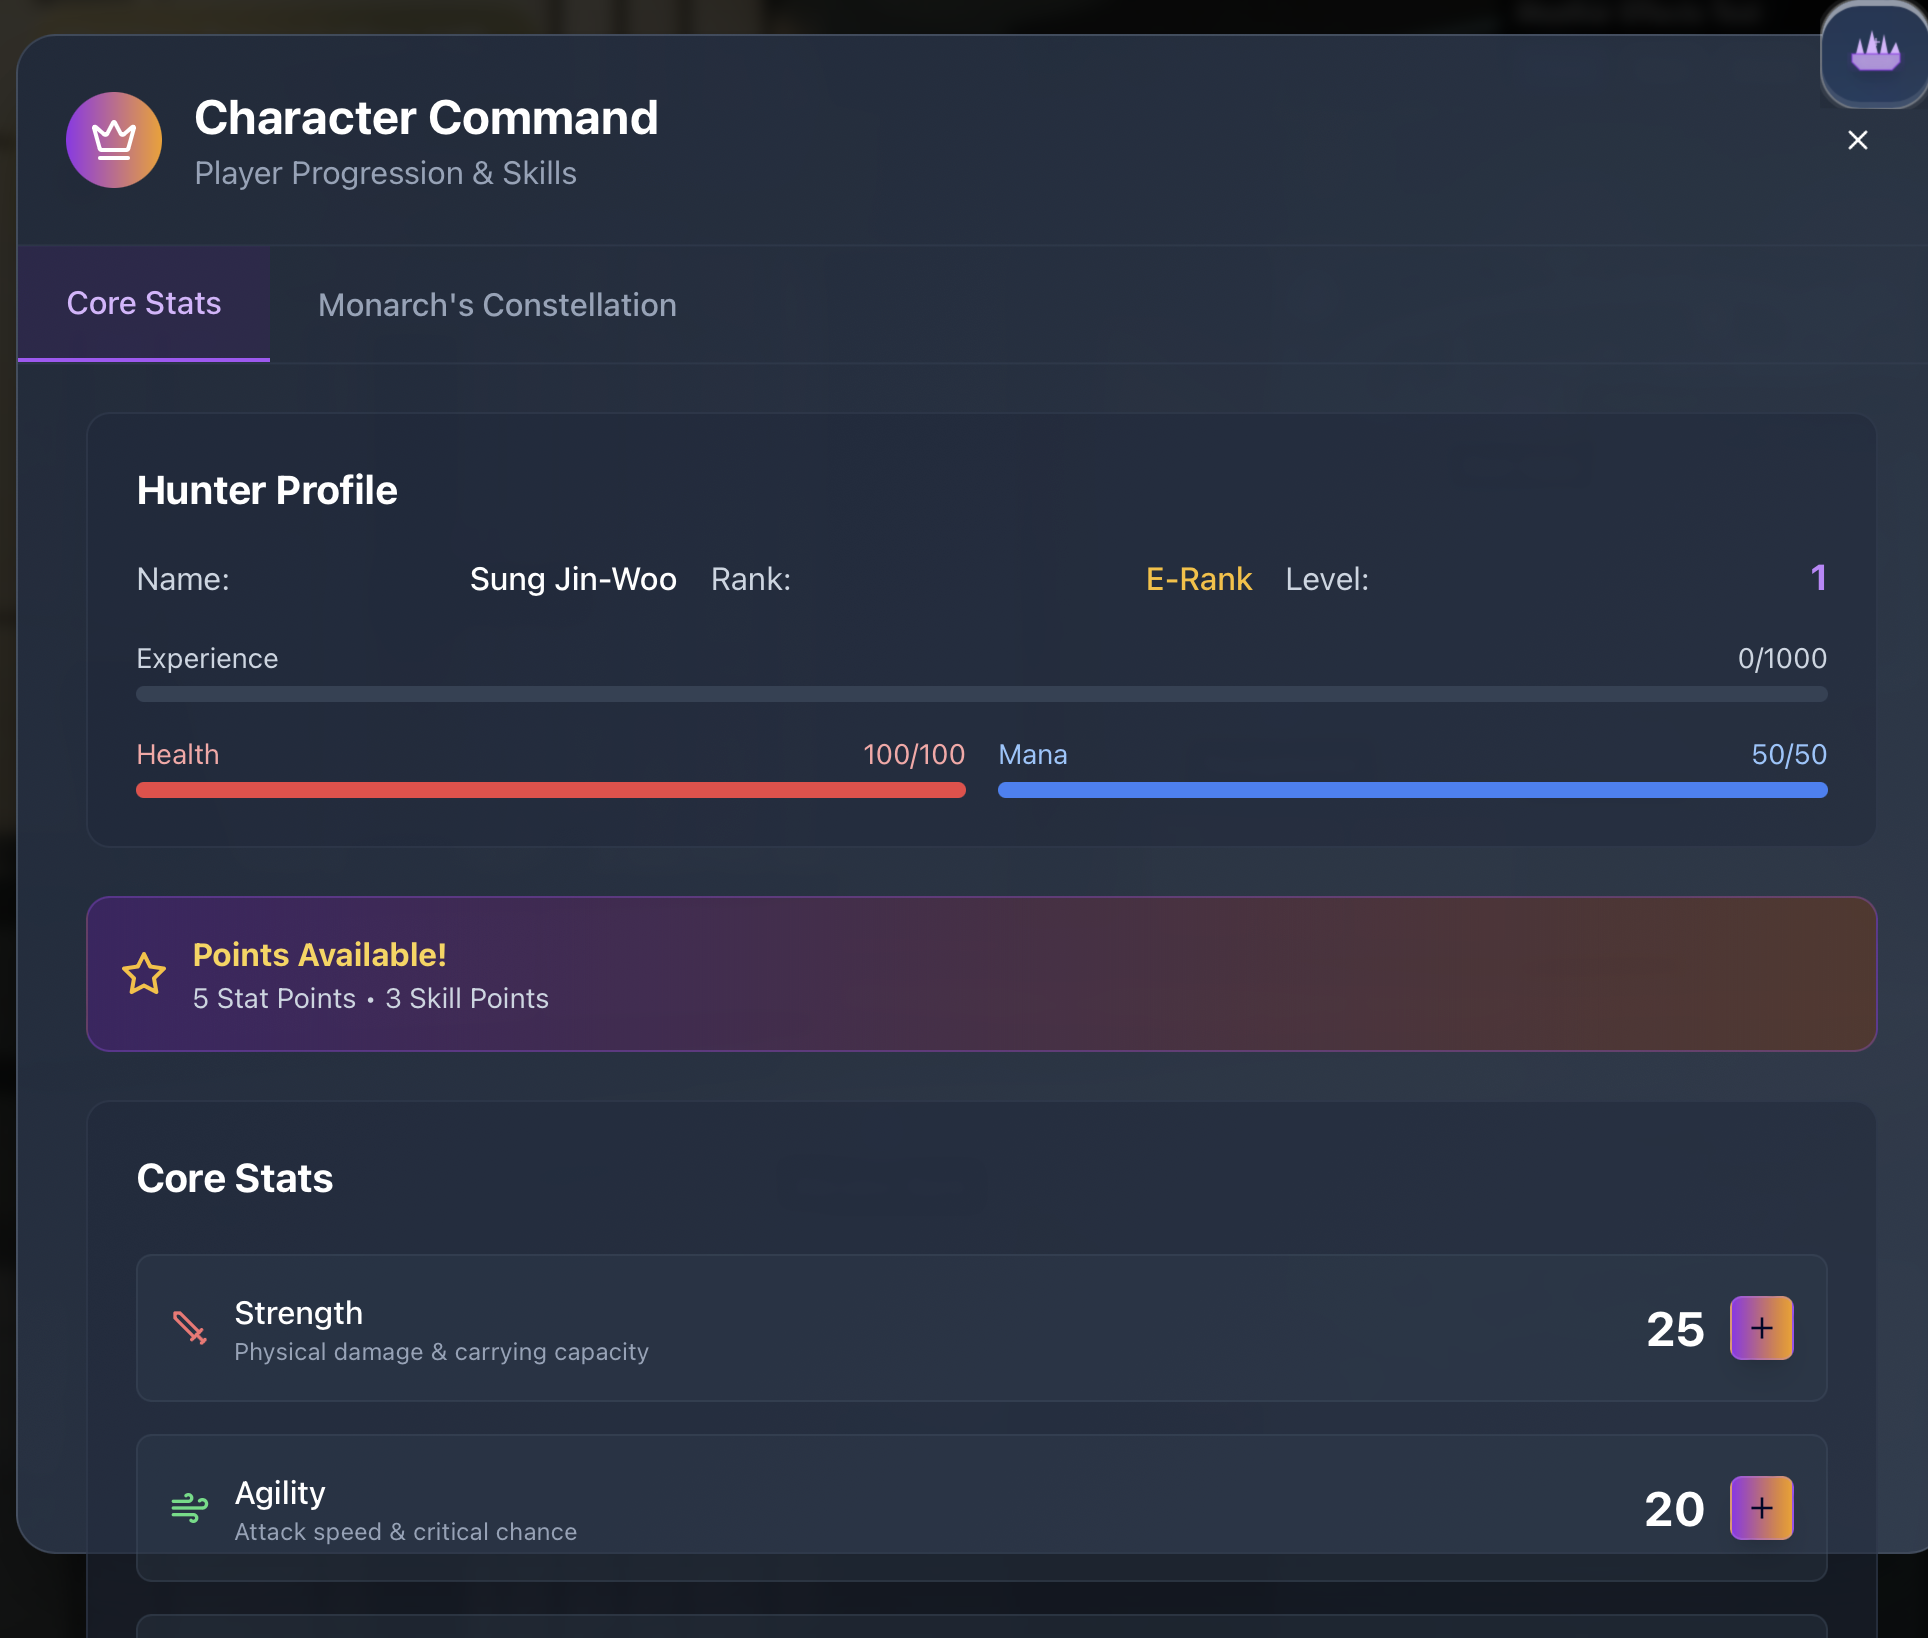 Character Command
Player Progression & Skills
Core Stats
Monarch's Constellation
Hunter Profile
Name: Sung Jin-Woo Rank: E-Rank Level: 1
Experience 0/1000
Health 100/100 Mana 50/50
Points Available!
5 Stat Points • 3 Skill Points
Core Stats
Strength
Physical damage & carrying capacity
25 +
Agility
Attack speed & critical chance
20 +